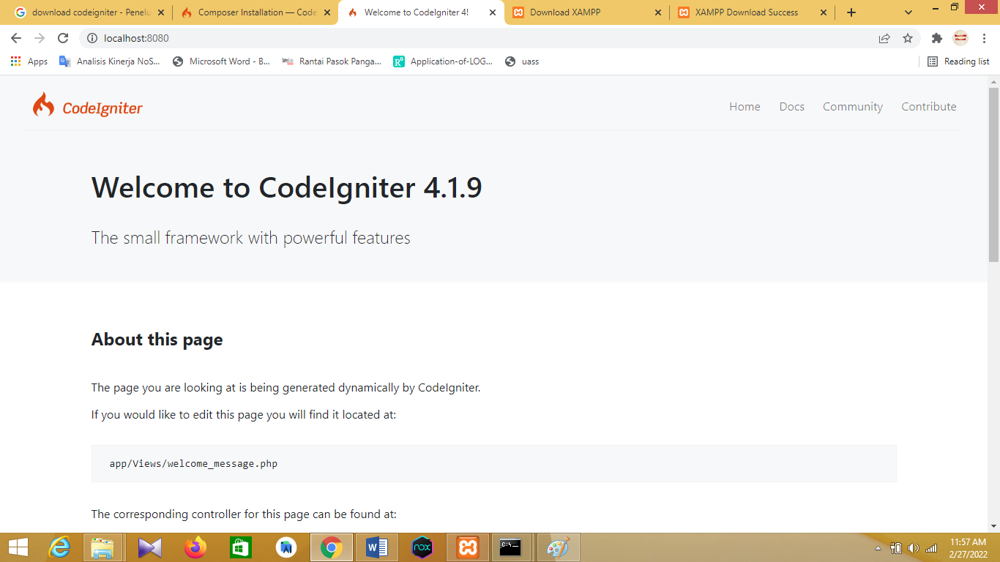 download codeigniter - Penelu
Composer Installation — Code
Welcome to CodeIgniter 4!
Download XAMPP
XAMPP Download Success
localhost:8080
Apps
Analisis Kinerja NoS...
Microsoft Word - B...
Rantai Pasok Panga...
Application-of-LOG...
uass
Reading list
CodeIgniter
Home
Docs
Community
Contribute
Welcome to CodeIgniter 4.1.9
The small framework with powerful features
About this page
The page you are looking at is being generated dynamically by CodeIgniter.
If you would like to edit this page you will find it located at:
app/Views/welcome_message.php
The corresponding controller for this page can be found at:
nox
11:57 AM
2/27/2022